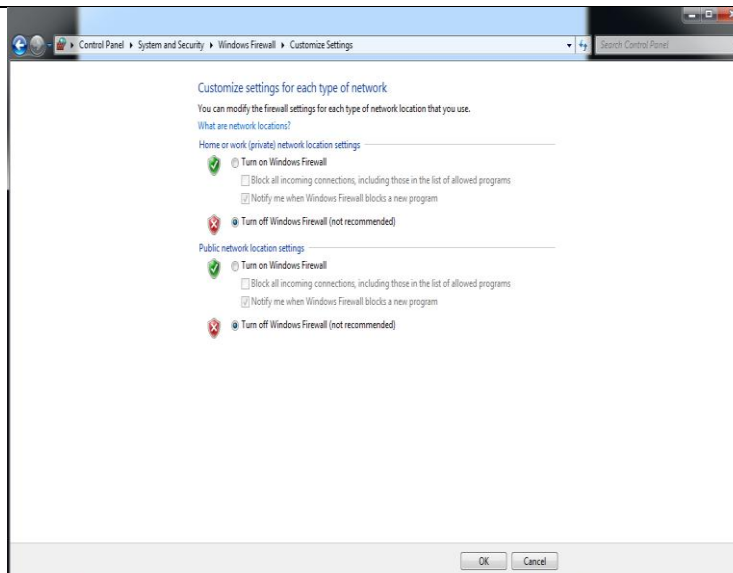 Control Panel ▸ System and Security ▸ Windows Firewall ▸ Customize Settings
Search Control Panel
Customize settings for each type of network
You can modify the firewall settings for each type of network location that you use.
What are network locations?
Home or work (private) network location settings
Turn on Windows Firewall
Block all incoming connections, including those in the list of allowed programs
Notify me when Windows Firewall blocks a new program
Turn off Windows Firewall (not recommended)
Public network location settings
Turn on Windows Firewall
Block all incoming connections, including those in the list of allowed programs
Notify me when Windows Firewall blocks a new program
Turn off Windows Firewall (not recommended)
OK Cancel